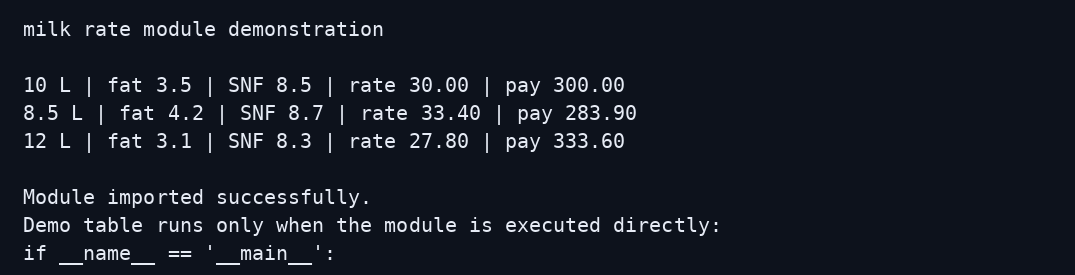 milk rate module demonstration
10 L | fat 3.5 | SNF 8.5 | rate 30.00 | pay 300.00
8.5 L | fat 4.2 | SNF 8.7 | rate 33.40 | pay 283.90
12 L | fat 3.1 | SNF 8.3 | rate 27.80 | pay 333.60
Module imported successfully.
Demo table runs only when the module is executed directly:
if __name__ == '__main__':